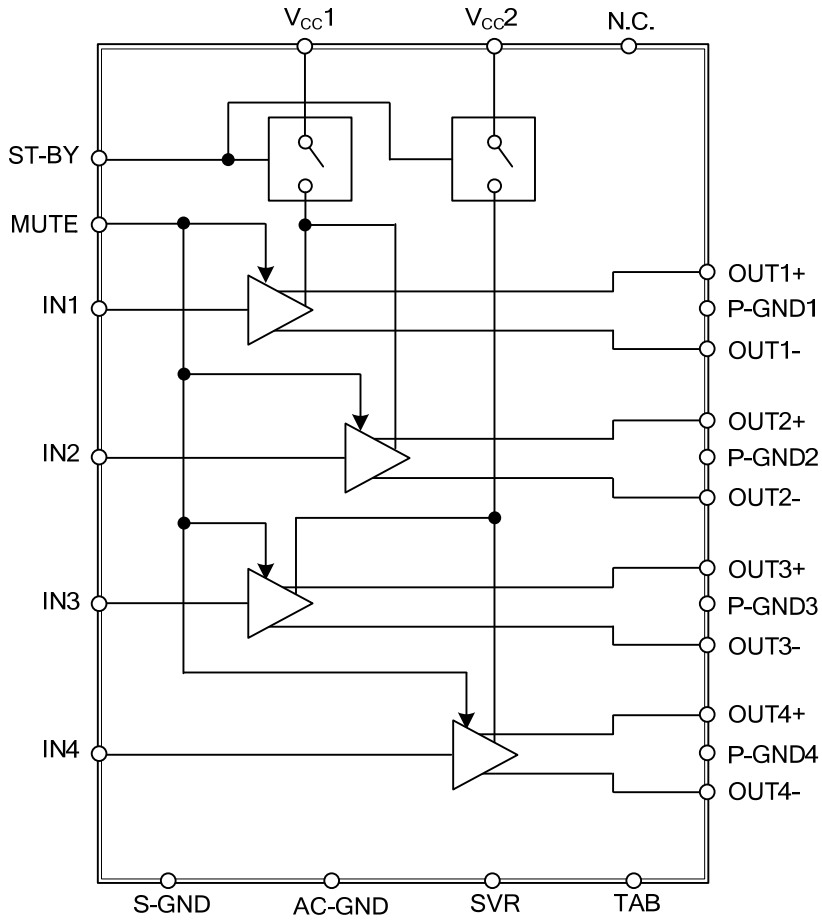 VCC1
VCC2
N.C.
ST-BY
MUTE
OUT1+
IN1
P-GND1
OUT1-
OUT2+
IN2
P-GND2
OUT2-
OUT3+
IN3
P-GND3
OUT3-
OUT4+
IN4
P-GND4
OUT4-
S-GND
AC-GND
SVR
TAB